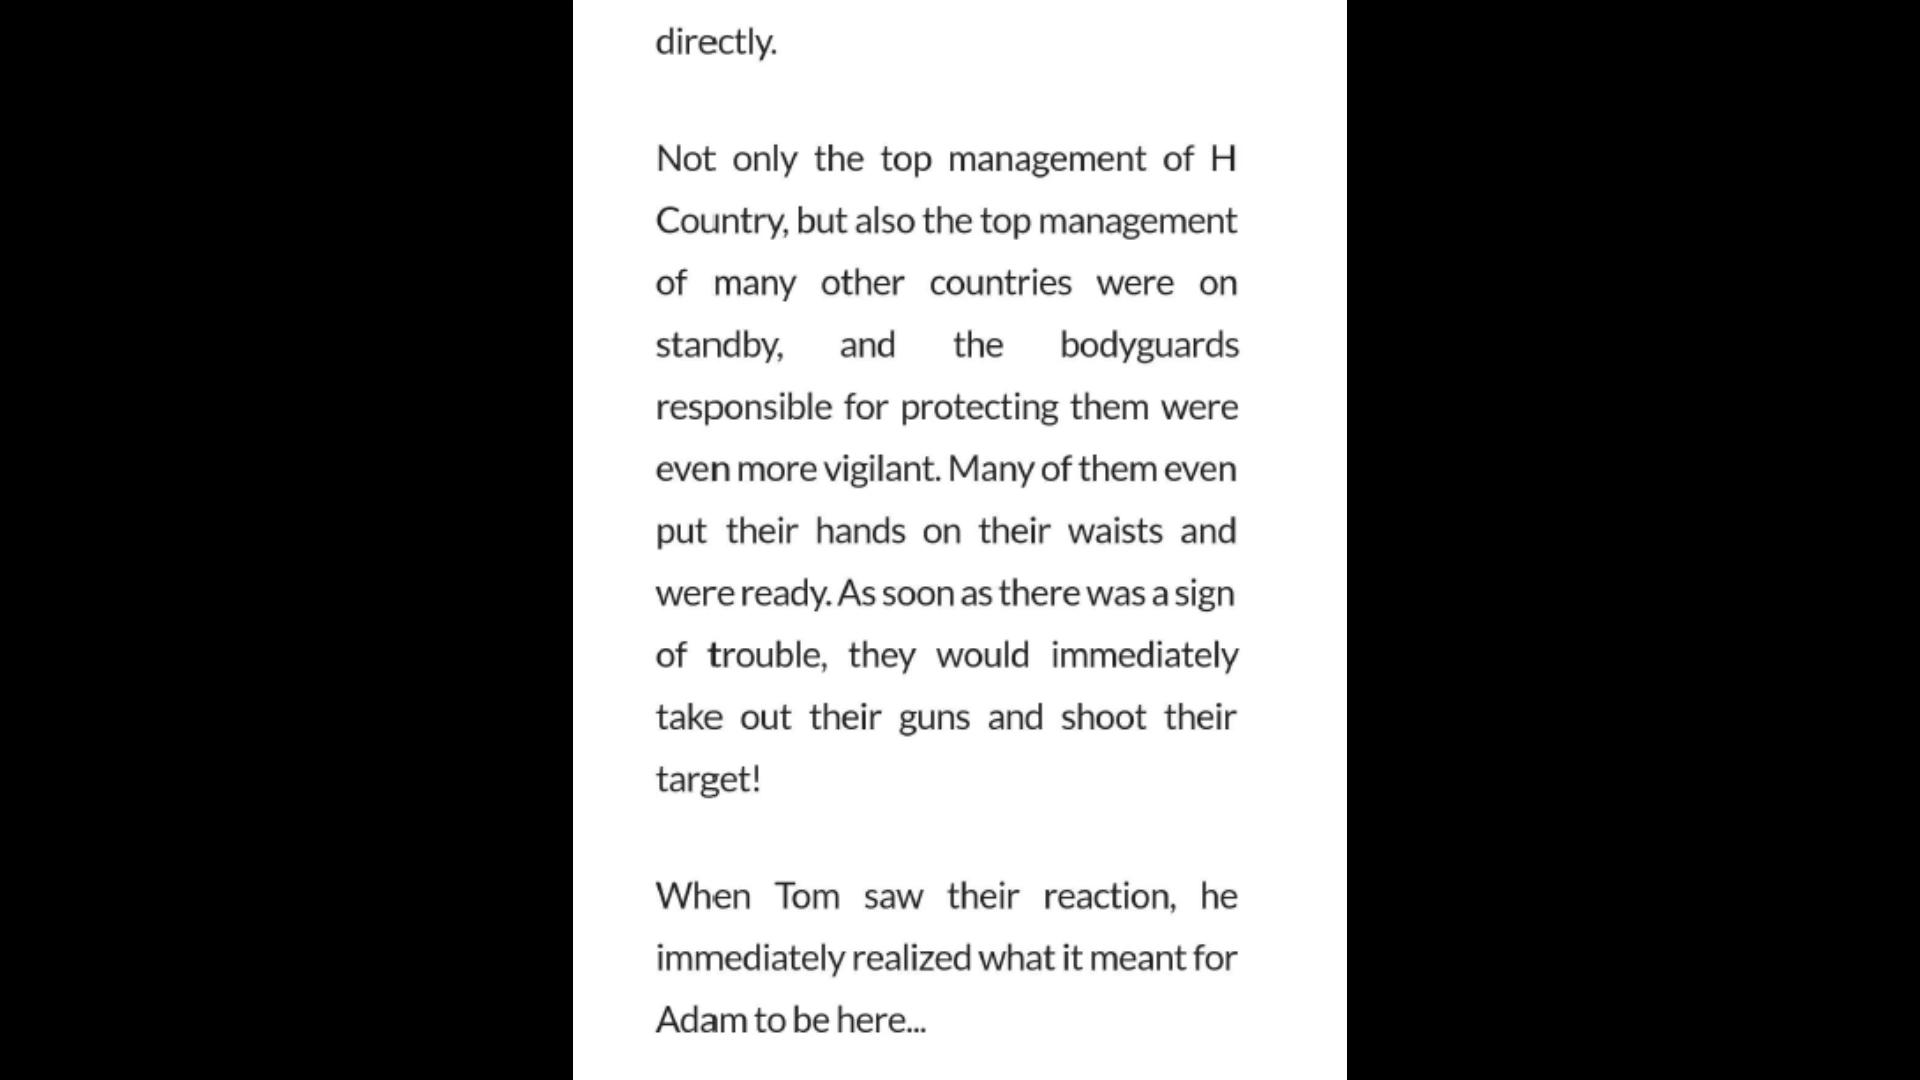 directly.
Not only the top management of H
Country, but also the top management
of many other countries were on
standby, and the bodyguards
responsible for protecting them were
even more vigilant. Many of them even
put their hands on their waists and
were ready. As soon as there was a sign
of trouble, they would immediately
take out their guns and shoot their
target!
When Tom saw their reaction, he
immediately realized what it meant for
Adam to be here...